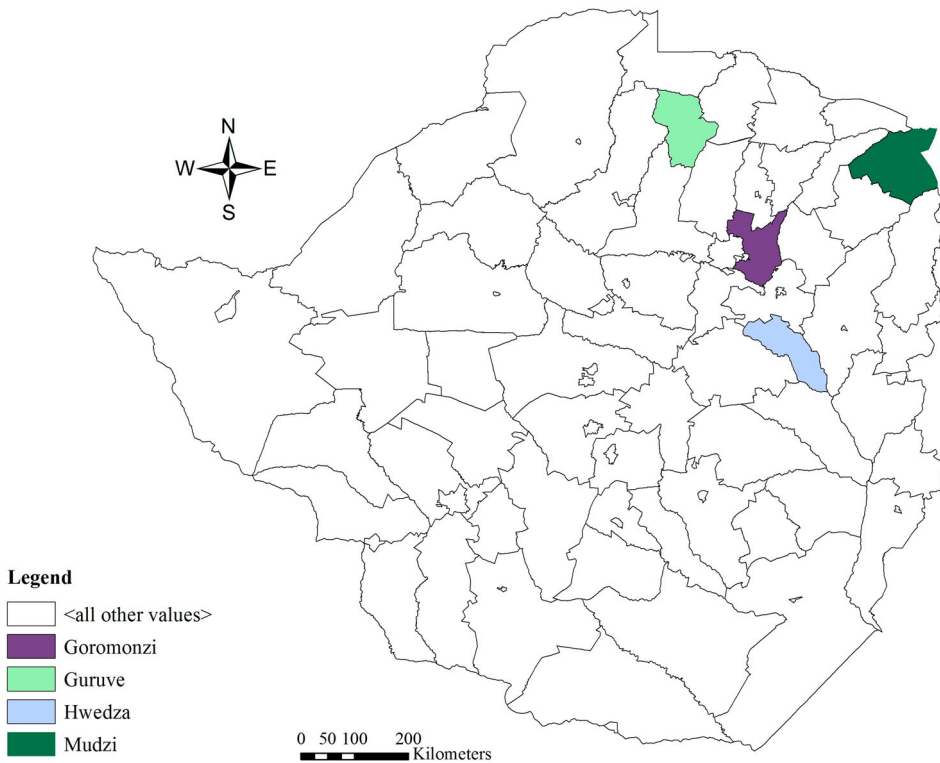 N
W E
S
Legend
<all other values>
Goromonzi
Guruve
Hwedza
Mudzi
0 50 100 200
Kilometers